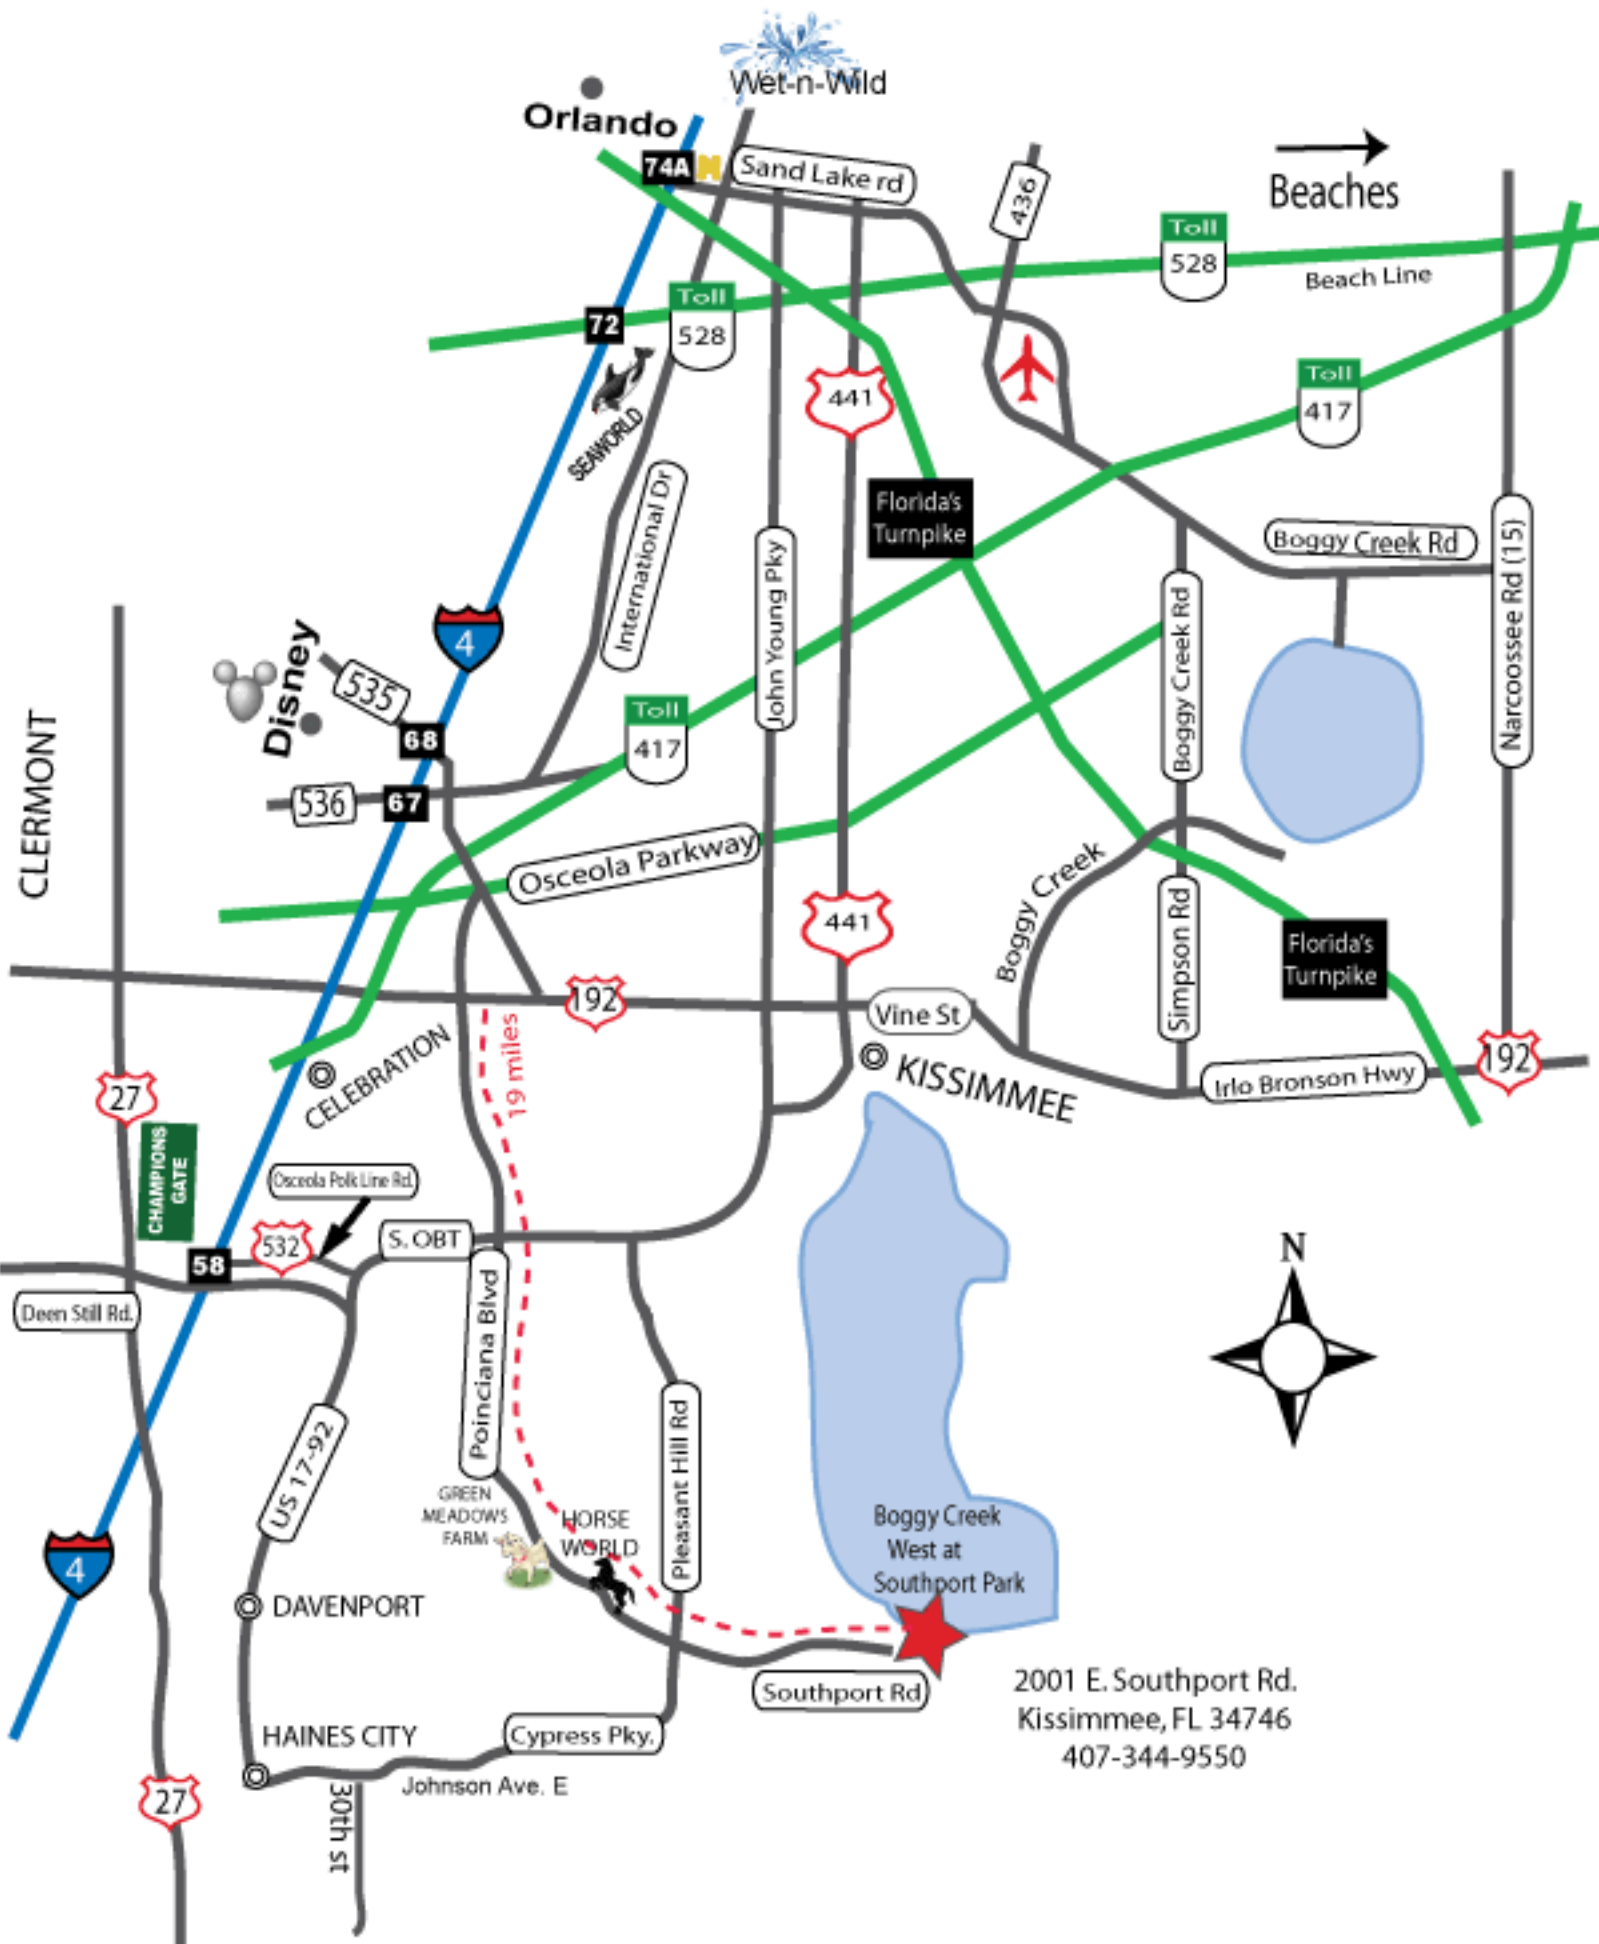 Wet-n-Wild
Orlando
74A
Sand Lake rd
436
Beaches
Toll
528
Beach Line
Toll
528
72
SEAWORLD
441
Toll
417
International Dr
John Young Pky
Florida's
Turnpike
Boggy Creek Rd
Narcoossee Rd (15)
Boggy Creek Rd
4
Disney
535
68
Toll
417
536
67
CLERMONT
Osceola Parkway
441
Boggy Creek
Simpson Rd
Florida's
Turnpike
192
Vine St
19 miles
CELEBRATION
KISSIMMEE
Irlo Bronson Hwy
192
27
CHAMPIONS
GATE
Osceola Polk Line Rd.
532
S. OBT
58
Deen Still Rd.
N
Poinciana Blvd
Pleasant Hill Rd
US 17-92
GREEN
MEADOWS
FARM
HORSE
WORLD
Boggy Creek
West at
Southport Park
4
DAVENPORT
Southport Rd
2001 E. Southport Rd.
Kissimmee, FL 34746
407-344-9550
HAINES CITY
Cypress Pky.
Johnson Ave. E
27
30th st